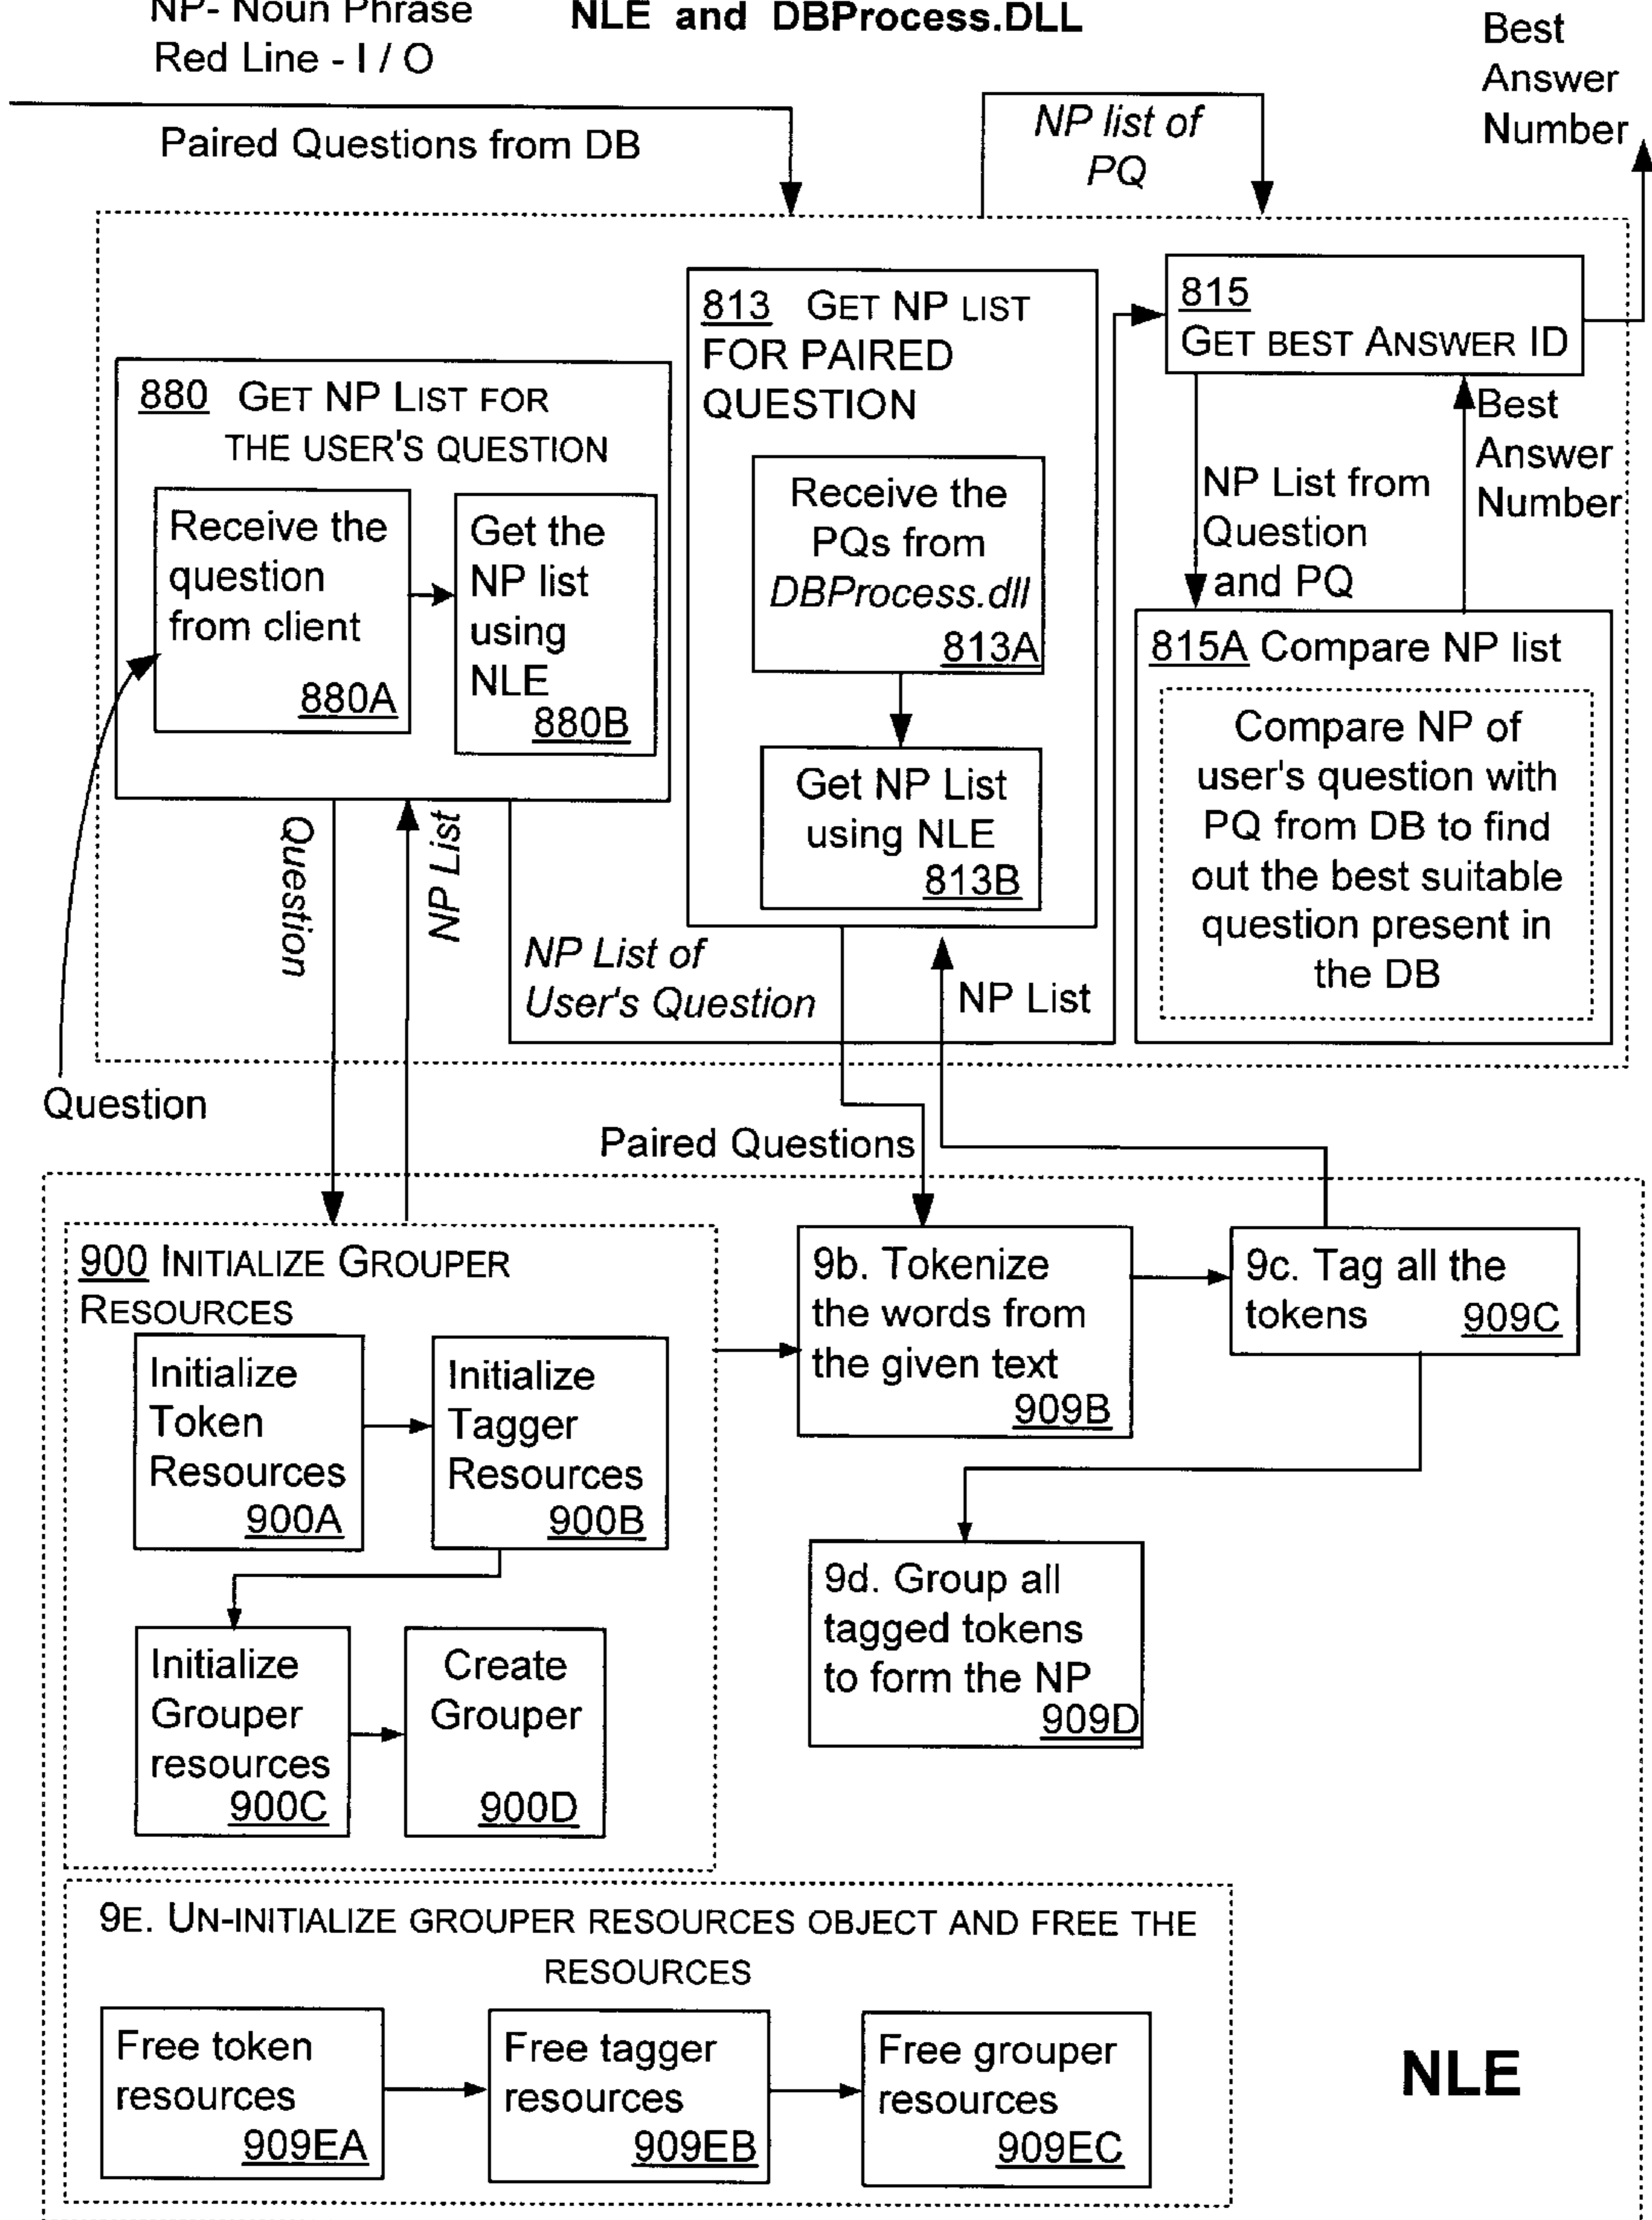 NP- Noun Phrase
Red Line - I / O
NLE and DBProcess.DLL
Best
Answer
Number
Paired Questions from DB
NP list of
PQ
880 GET NP LIST FOR
THE USER'S QUESTION
Receive the
question
from client
880A
Get the
NP list
using
NLE
880B
813 GET NP LIST
FOR PAIRED
QUESTION
Receive the
PQs from
DBProcess.dll
813A
Get NP List
using NLE
813B
815
GET BEST ANSWER ID
Best
Answer
Number
NP List from
Question
and PQ
815A Compare NP list
Compare NP of
user's question with
PQ from DB to find
out the best suitable
question present in
the DB
Question
NP List
NP List of
User's Question
NP List
Question
Paired Questions
900 INITIALIZE GROUPER
RESOURCES
Initialize
Token
Resources
900A
Initialize
Tagger
Resources
900B
Initialize
Grouper
resources
900C
Create
Grouper
900D
9b. Tokenize
the words from
the given text
909B
9c. Tag all the
tokens 909C
9d. Group all
tagged tokens
to form the NP
909D
9E. UN-INITIALIZE GROUPER RESOURCES OBJECT AND FREE THE
RESOURCES
Free token
resources
909EA
Free tagger
resources
909EB
Free grouper
resources
909EC
NLE